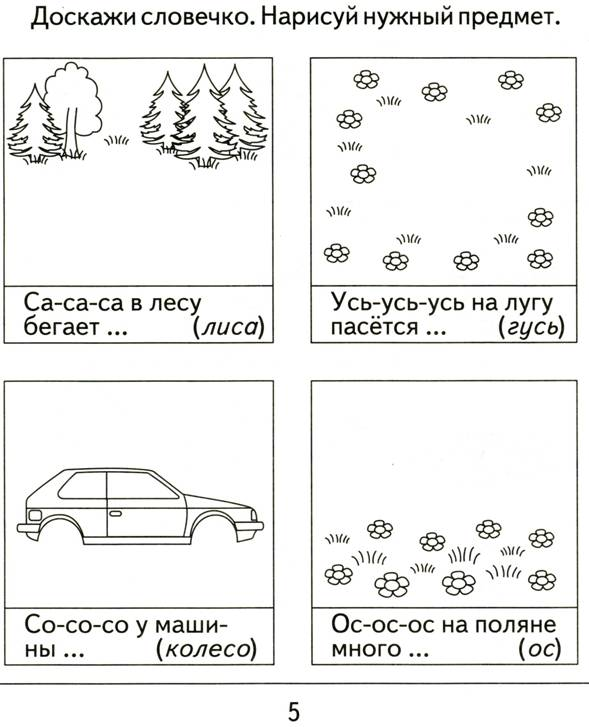 Доскажи словечко. Нарисуй нужный предмет.
Са-са-са в лесу
бегает ... (лиса)
Усь-усь-усь на лугу
пасётся ... (гусь)
Со-со-со у маши-
ны ... (колесо)
Ос-ос-ос на поляне
много ... (ос)
5